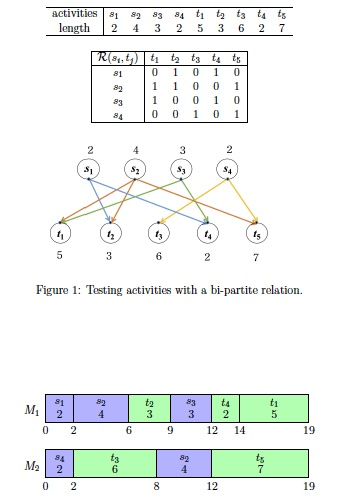 activities s1 s2 s3 s4 t1 t2 t3 t4 t5
length 2 4 3 2 5 3 6 2 7
R(si, tj) t1 t2 t3 t4 t5
s1 0 1 0 1 0
s2 1 1 0 0 1
s3 1 0 0 1 0
s4 0 0 1 0 1
2 4 3 2
s1 s2 s3 s4
t1 t2 t3 t4 t5
5 3 6 2 7
Figure 1: Testing activities with a bi-partite relation.
s1 s2 t2 s3 t4 t1
M1 2 4 3 3 2 5
0 2 6 9 12 14 19
s4 t3 s2 t5
M2 2 6 4 7
0 2 8 12 19